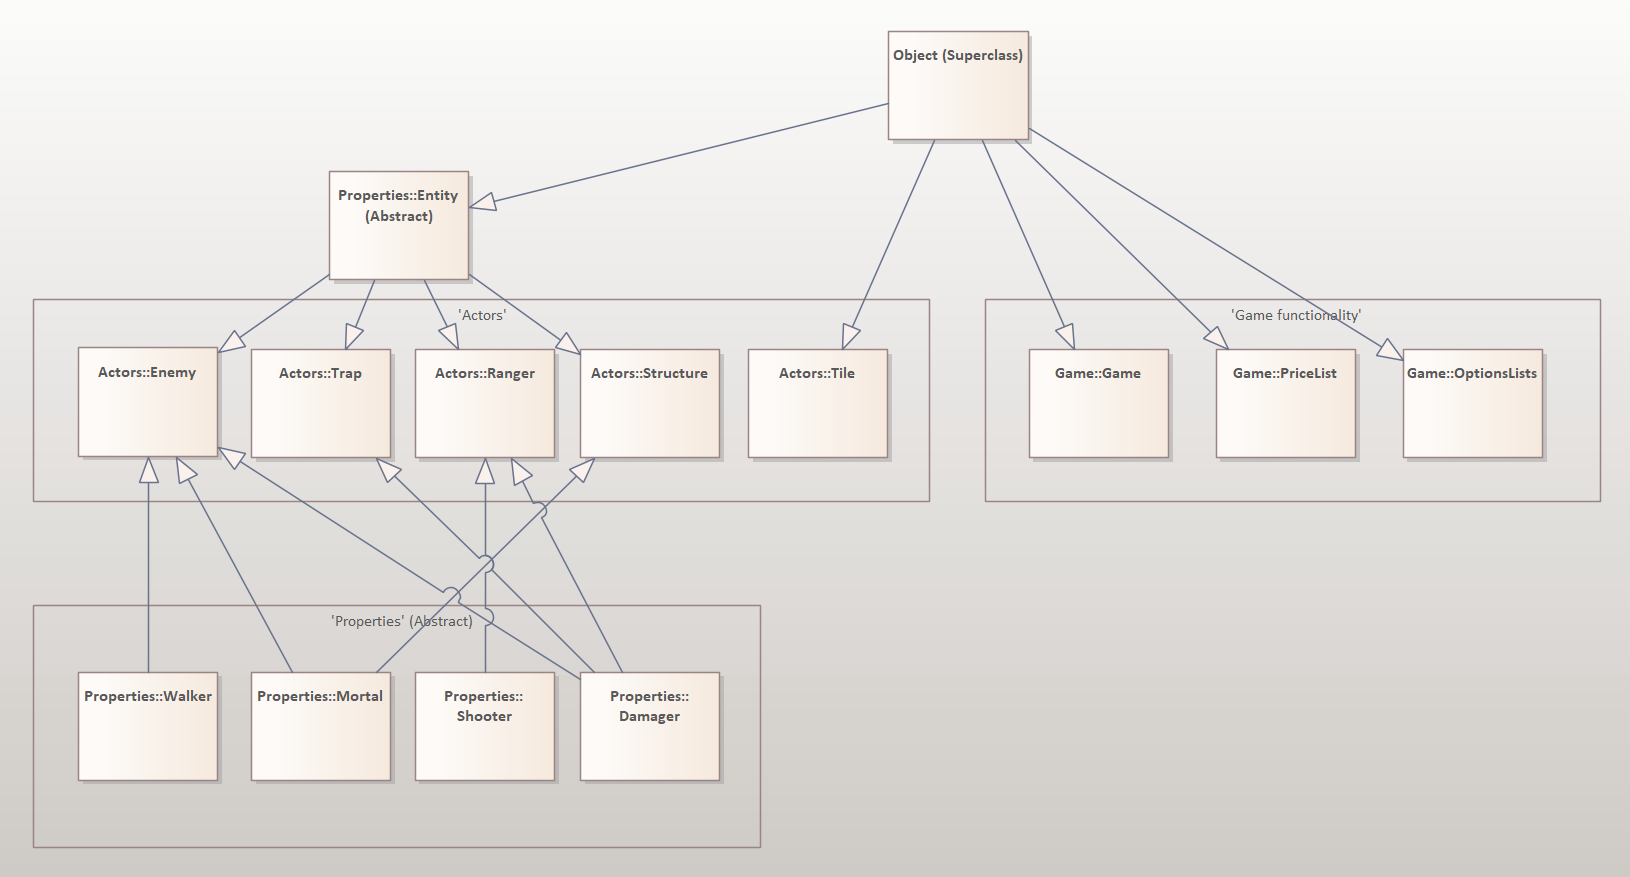 Object (Superclass)
Properties::Entity
(Abstract)
'Actors'
'Game functionality'
Actors::Enemy
Actors::Trap
Actors::Ranger
Actors::Structure
Actors::Tile
Game::Game
Game::PriceList
Game::OptionsLists
'Properties' (Abstract)
Properties::Walker
Properties::Mortal
Properties::
Shooter
Properties::
Damager